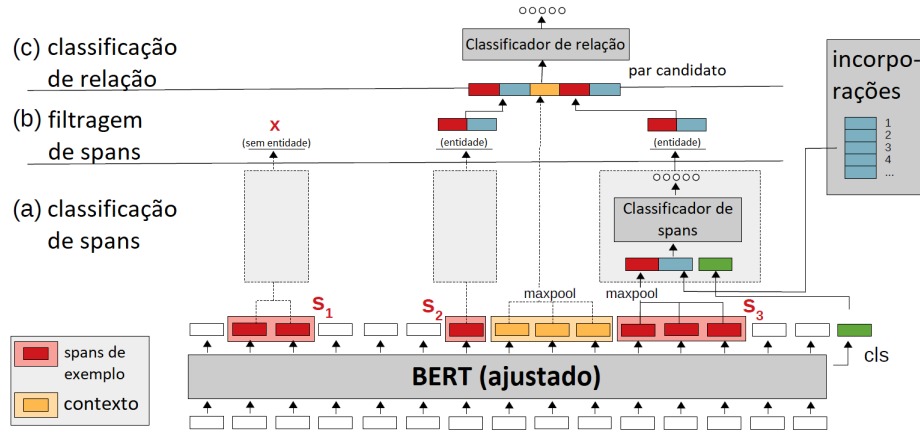 (c) classificação
de relação
Classificador de relação
par candidato
incorpo-
rações
1
2
3
4
...
(b) filtragem
de spans
x
(sem entidade)
(entidade)
(entidade)
(a) classificação
de spans
Classificador de
spans
maxpool
maxpool
S1
S2
S3
cls
BERT (ajustado)
spans de
exemplo
contexto